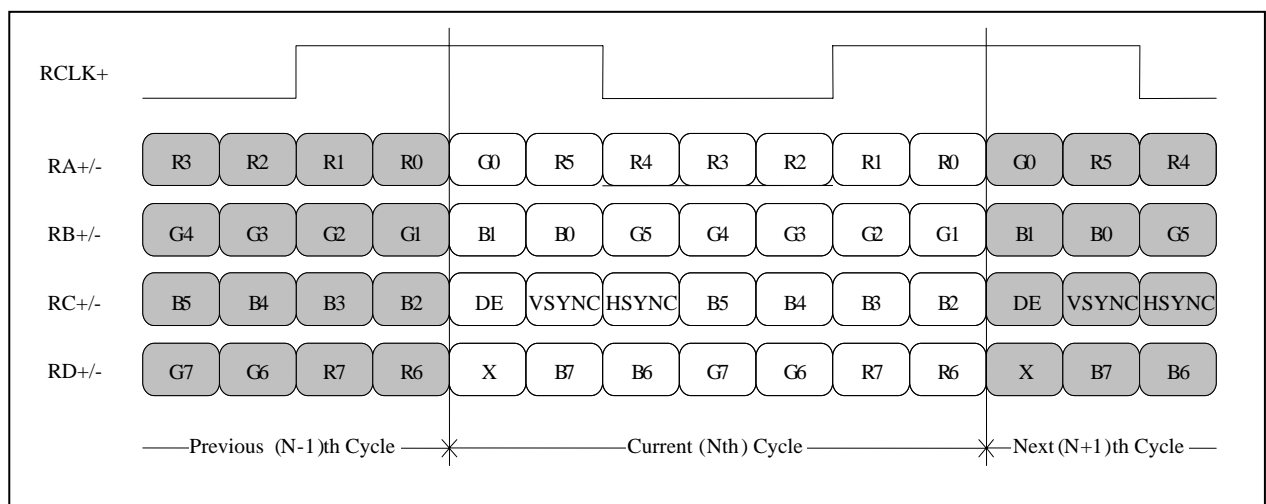 RCLK+
RA+/- R3 R2 R1 R0 G0 R5 R4 R3 R2 R1 R0 G0 R5 R4
RB+/- G4 G3 G2 G1 B1 B0 G5 G4 G3 G2 G1 B1 B0 G5
RC+/- B5 B4 B3 B2 DE VSYNC HSYNC B5 B4 B3 B2 DE VSYNC HSYNC
RD+/- G7 G6 R7 R6 X B7 B6 G7 G6 R7 R6 X B7 B6
Previous (N-1)th Cycle Current (Nth) Cycle Next (N+1)th Cycle